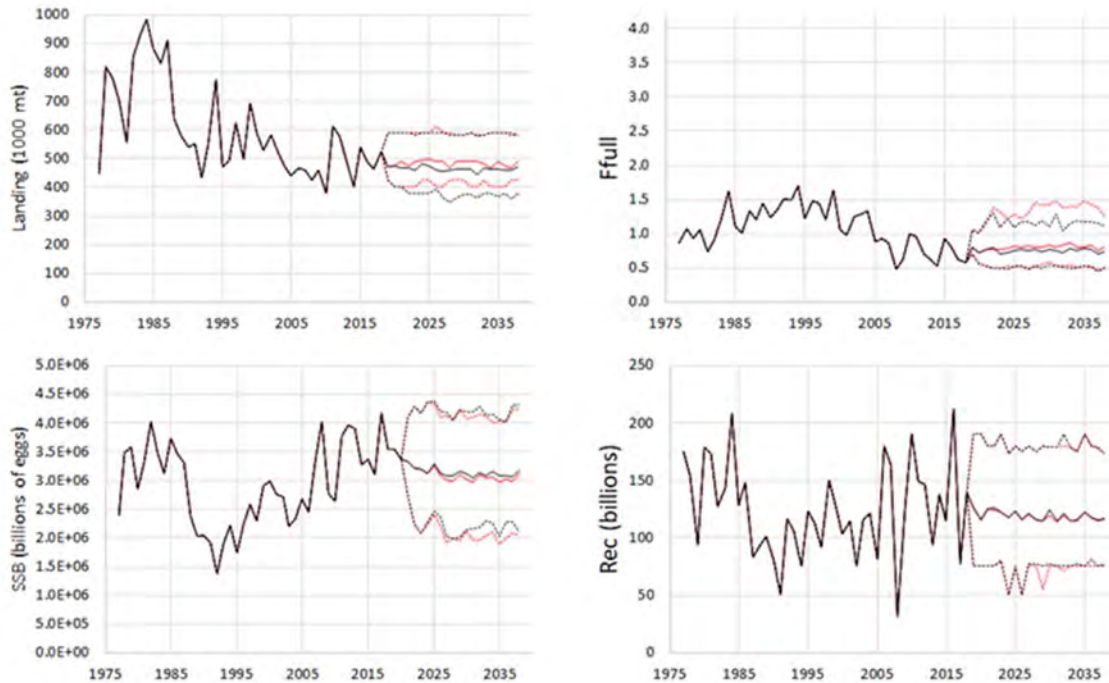 Landing (1000 mt)
1000
900
800
700
600
500
400
300
200
100
0
1975 1985 1995 2005 2015 2025 2035
Ffull
4.0
3.5
3.0
2.5
2.0
1.5
1.0
0.5
0.0
1975 1985 1995 2005 2015 2025 2035
SSB (billions of eggs)
5.0E+06
4.5E+06
4.0E+06
3.5E+06
3.0E+06
2.5E+06
2.0E+06
1.5E+06
1.0E+06
5.0E+05
0.0E+00
1975 1985 1995 2005 2015 2025 2035
Rec (billions)
250
200
150
100
50
0
1975 1985 1995 2005 2015 2025 2035